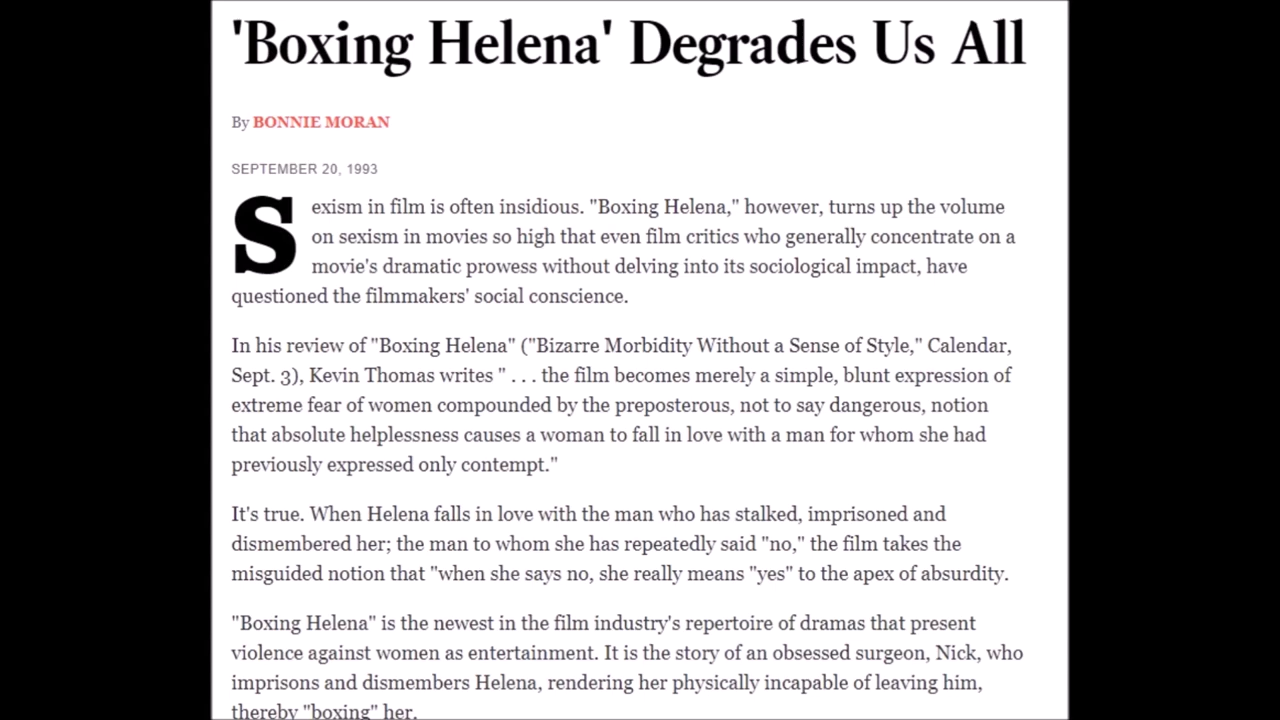 'Boxing Helena' Degrades Us All
By BONNIE MORAN
SEPTEMBER 20, 1993
Sexism in film is often insidious. "Boxing Helena," however, turns up the volume
on sexism in movies so high that even film critics who generally concentrate on a
movie's dramatic prowess without delving into its sociological impact, have
questioned the filmmakers' social conscience.
In his review of "Boxing Helena" ("Bizarre Morbidity Without a Sense of Style," Calendar,
Sept. 3), Kevin Thomas writes " . . . the film becomes merely a simple, blunt expression of
extreme fear of women compounded by the preposterous, not to say dangerous, notion
that absolute helplessness causes a woman to fall in love with a man for whom she had
previously expressed only contempt."
It's true. When Helena falls in love with the man who has stalked, imprisoned and
dismembered her; the man to whom she has repeatedly said "no," the film takes the
misguided notion that "when she says no, she really means "yes" to the apex of absurdity.
"Boxing Helena" is the newest in the film industry's repertoire of dramas that present
violence against women as entertainment. It is the story of an obsessed surgeon, Nick, who
imprisons and dismembers Helena, rendering her physically incapable of leaving him,
thereby "boxing" her.